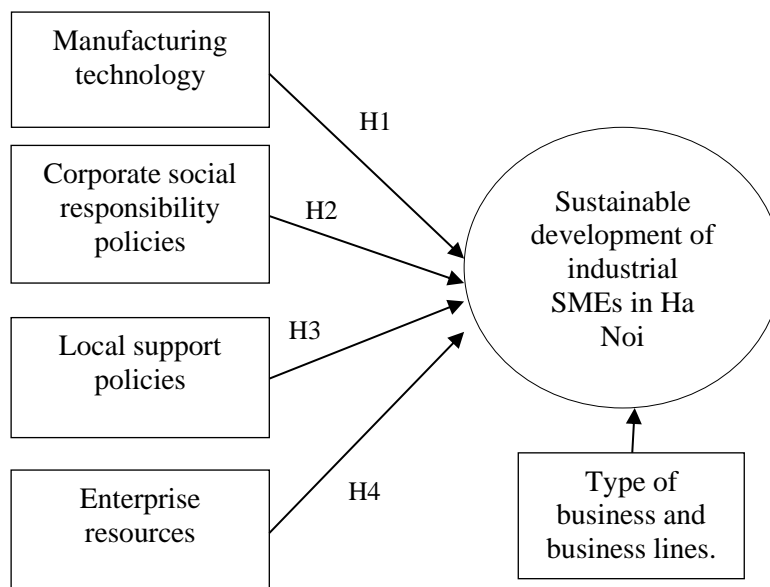 Manufacturing
technology
H1
Corporate social
responsibility
policies
H2
Sustainable
development of
industrial
SMEs in Ha
Noi
Local support
policies
H3
Enterprise
resources
H4
Type of
business and
business lines.